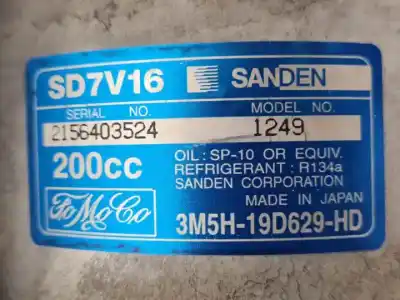 SD7V16 SANDEN
SERIAL NO. MODEL NO.
2156403524 1249
200cc OIL : SP-10 OR EQUIV.
REFRIGERANT : R134a
SANDEN CORPORATION
MADE IN JAPAN
FoMoCo 3M5H-19D629-HD